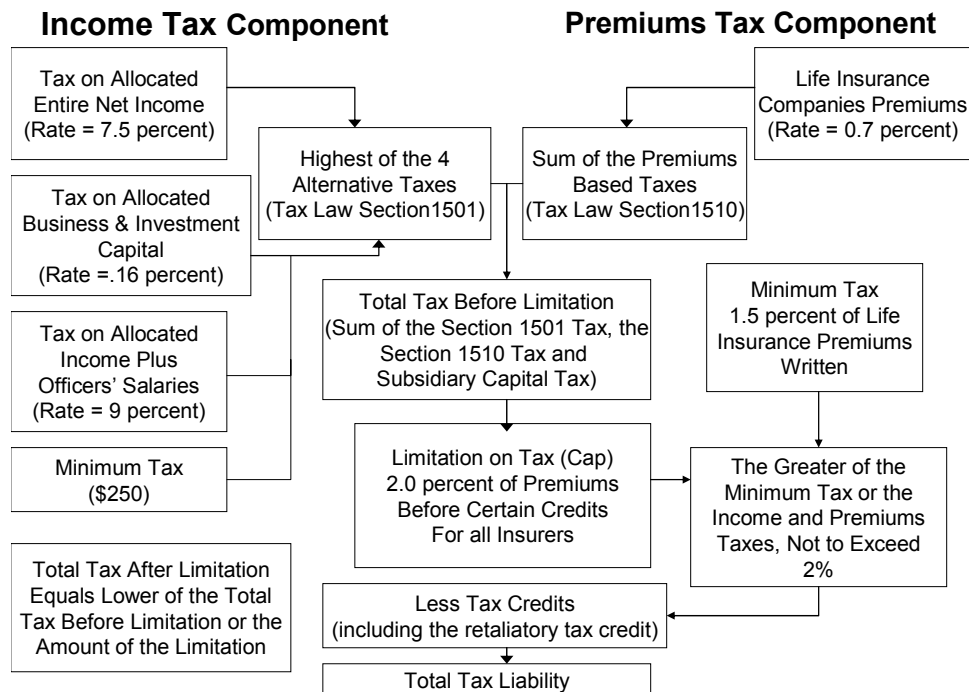 Income Tax Component
Premiums Tax Component
Tax on Allocated
Entire Net Income
(Rate = 7.5 percent)
Life Insurance
Companies Premiums
(Rate = 0.7 percent)
Highest of the 4
Alternative Taxes
(Tax Law Section1501)
Sum of the Premiums
Based Taxes
(Tax Law Section1510)
Tax on Allocated
Business & Investment
Capital
(Rate =.16 percent)
Total Tax Before Limitation
(Sum of the Section 1501 Tax, the
Section 1510 Tax and
Subsidiary Capital Tax)
Minimum Tax
1.5 percent of Life
Insurance Premiums
Written
Tax on Allocated
Income Plus
Officers’ Salaries
(Rate = 9 percent)
Minimum Tax
($250)
Limitation on Tax (Cap)
2.0 percent of Premiums
Before Certain Credits
For all Insurers
The Greater of the
Minimum Tax or the
Income and Premiums
Taxes, Not to Exceed
2%
Total Tax After Limitation
Equals Lower of the Total
Tax Before Limitation or the
Amount of the Limitation
Less Tax Credits
(including the retaliatory tax credit)
Total Tax Liability